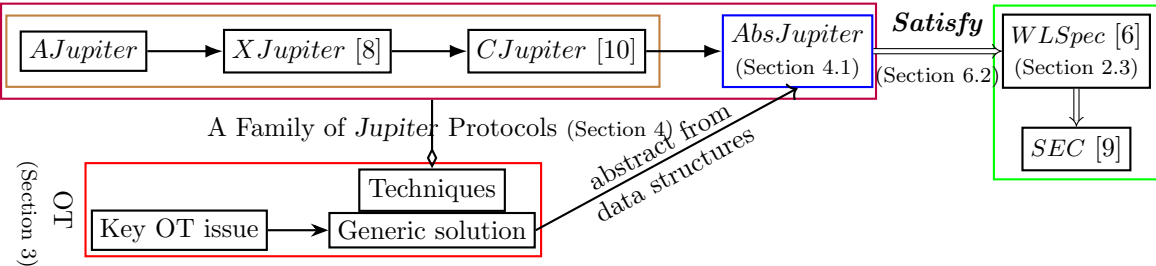 AJupiter
XJupiter [8]
CJupiter [10]
AbsJupiter
(Section 4.1)
Satisfy
(Section 6.2)
WLSpec [6]
(Section 2.3)
SEC [9]
A Family of Jupiter Protocols (Section 4)
abstract from
data structures
OT
(Section 3)
Techniques
Key OT issue
Generic solution